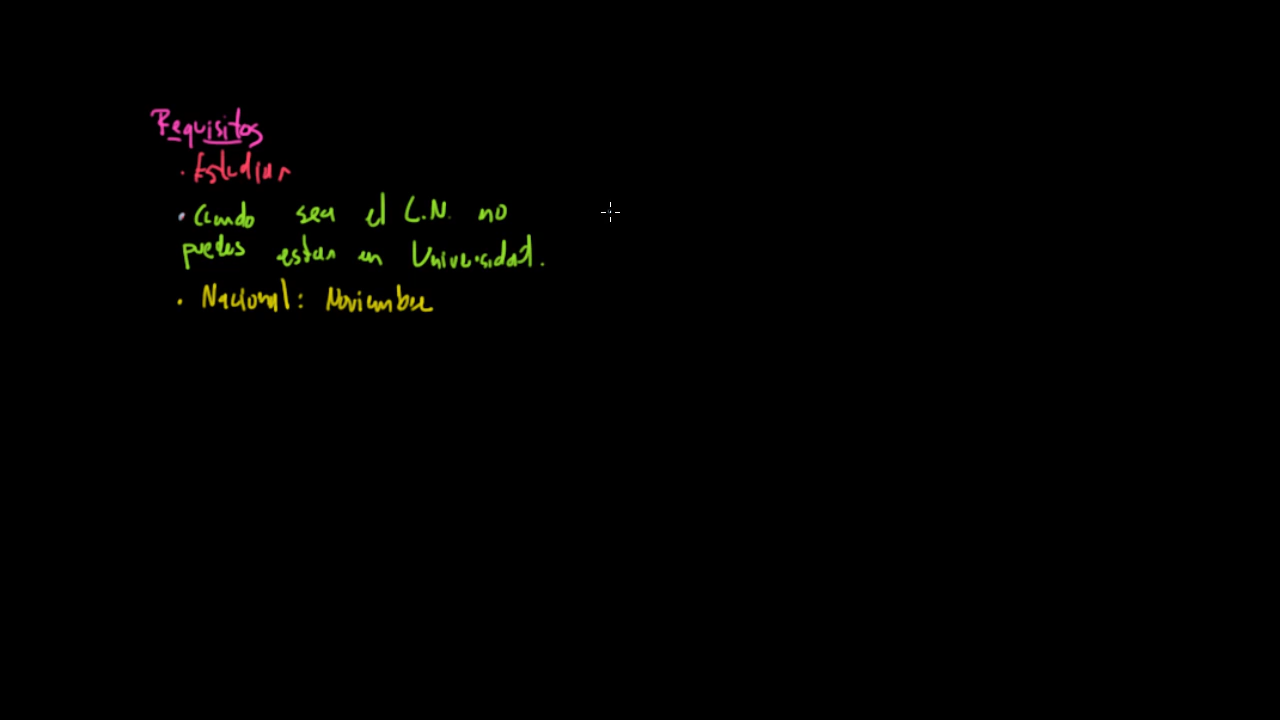 Requisitos
· Estudiar
· Cuando sea el C.N. no
puedes estar en Universidad.
· Nacional: Noviembre